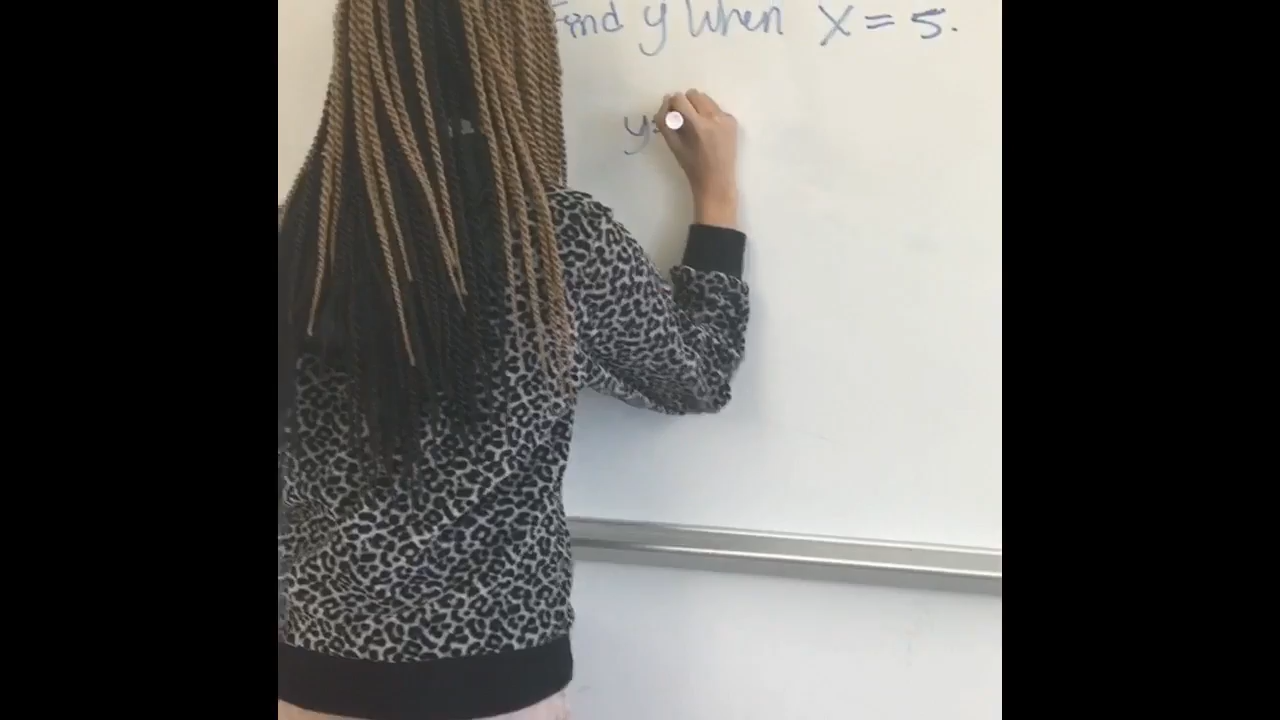 Find y when x = 5.
y=